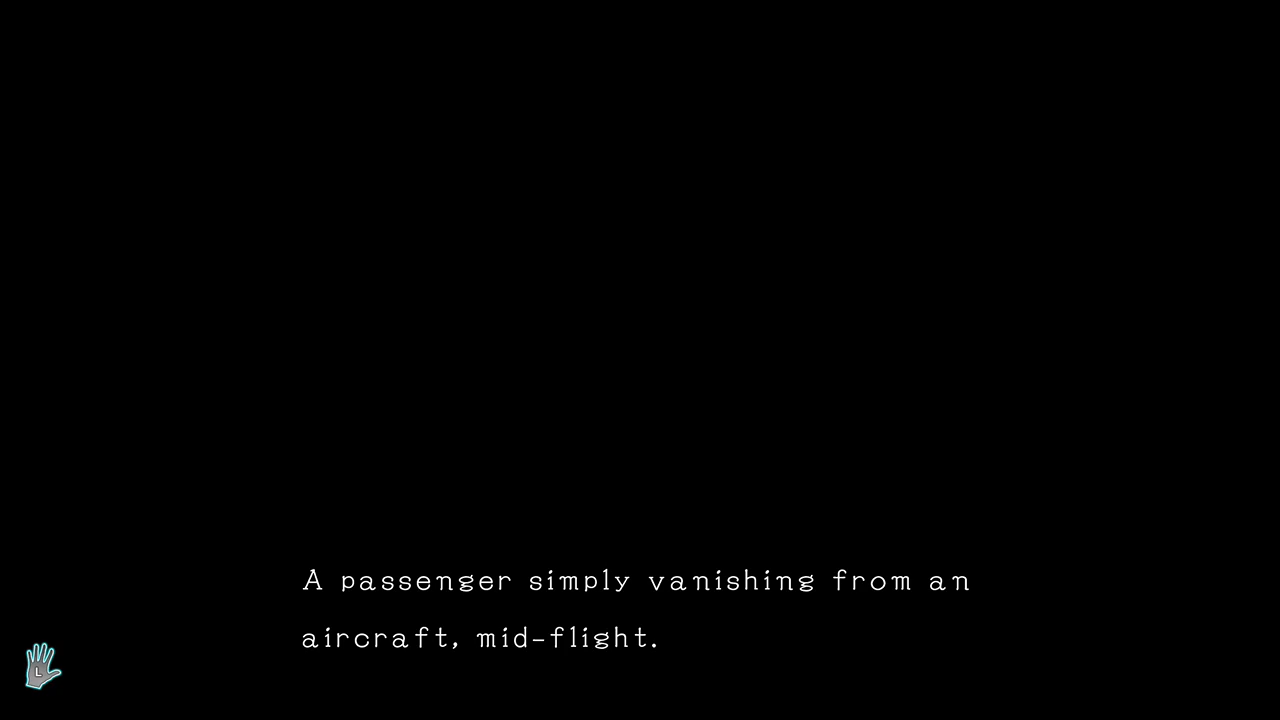 A passenger simply vanishing from an
aircraft, mid-flight.
L